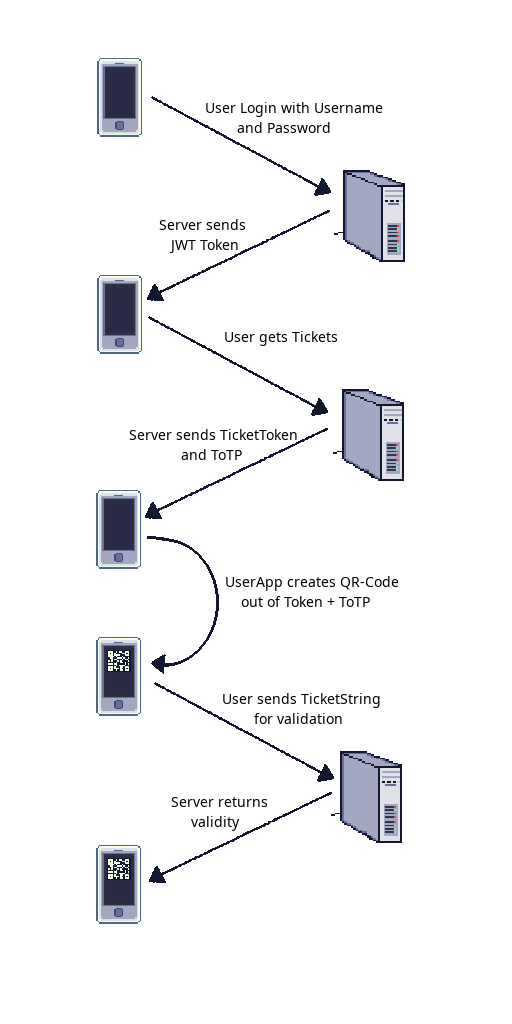 User Login with Username
and Password
Server sends
JWT Token
User gets Tickets
Server sends TicketToken
and ToTP
UserApp creates QR-Code
out of Token + ToTP
User sends TicketString
for validation
Server returns
validity